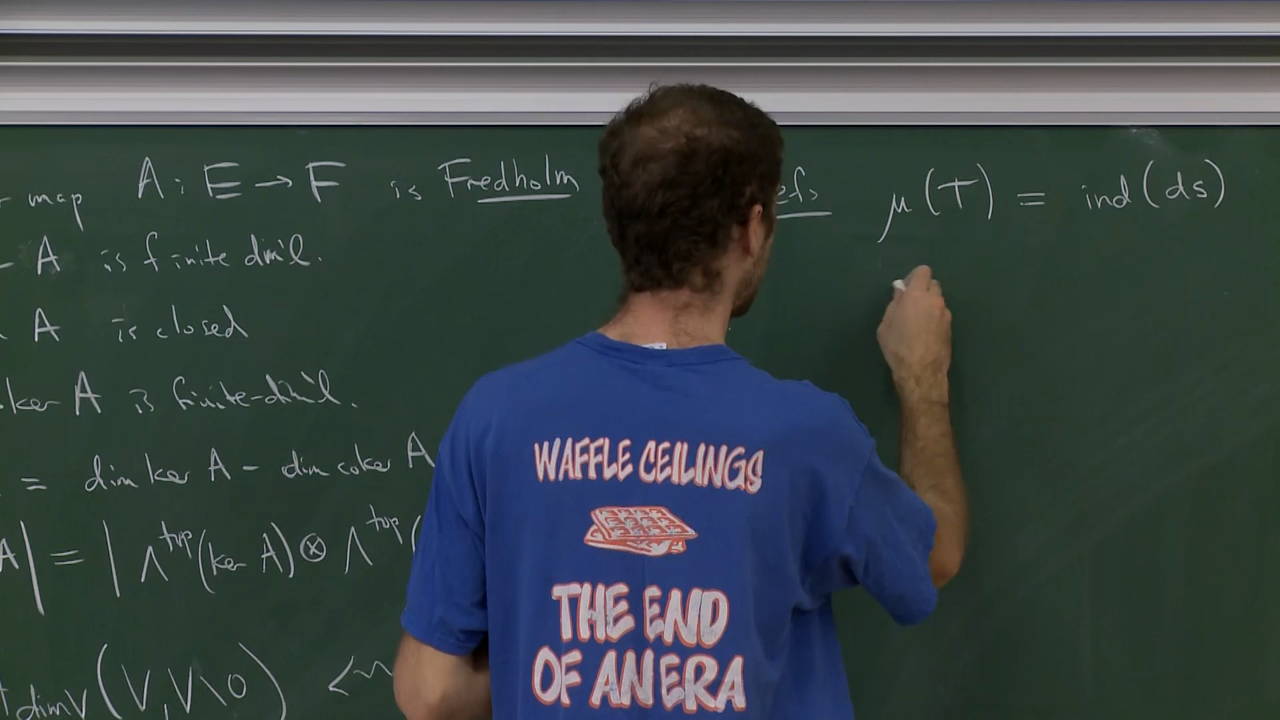 map A : E → F is Fredholm
A is finite dim'l.
A is closed
ker A is finite-dim'l.
= dim ker A - dim coker A
A| = | Λ^top (ker A) ⊗ Λ^top (
dim V (V, V\0) ⇜
efs μ(T) = ind(ds)
WAFFLE CEILINGS
THE END
OF AN ERA